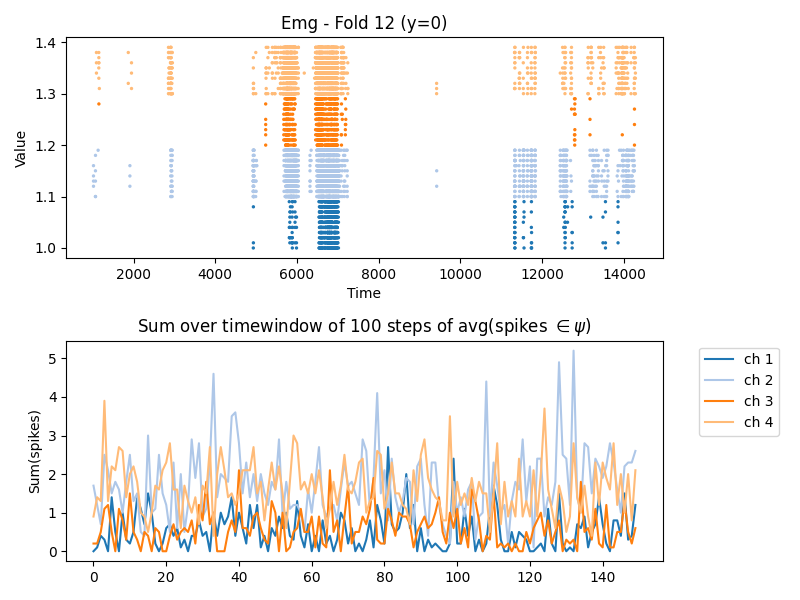 Emg - Fold 12 (y=0)
1.4
1.3
1.2
1.1
1.0
Value
2000 4000 6000 8000 10000 12000 14000
Time
Sum over timewindow of 100 steps of avg(spikes ∈ ψ)
5
4
3
2
1
0
Sum(spikes)
0 20 40 60 80 100 120 140
ch 1
ch 2
ch 3
ch 4